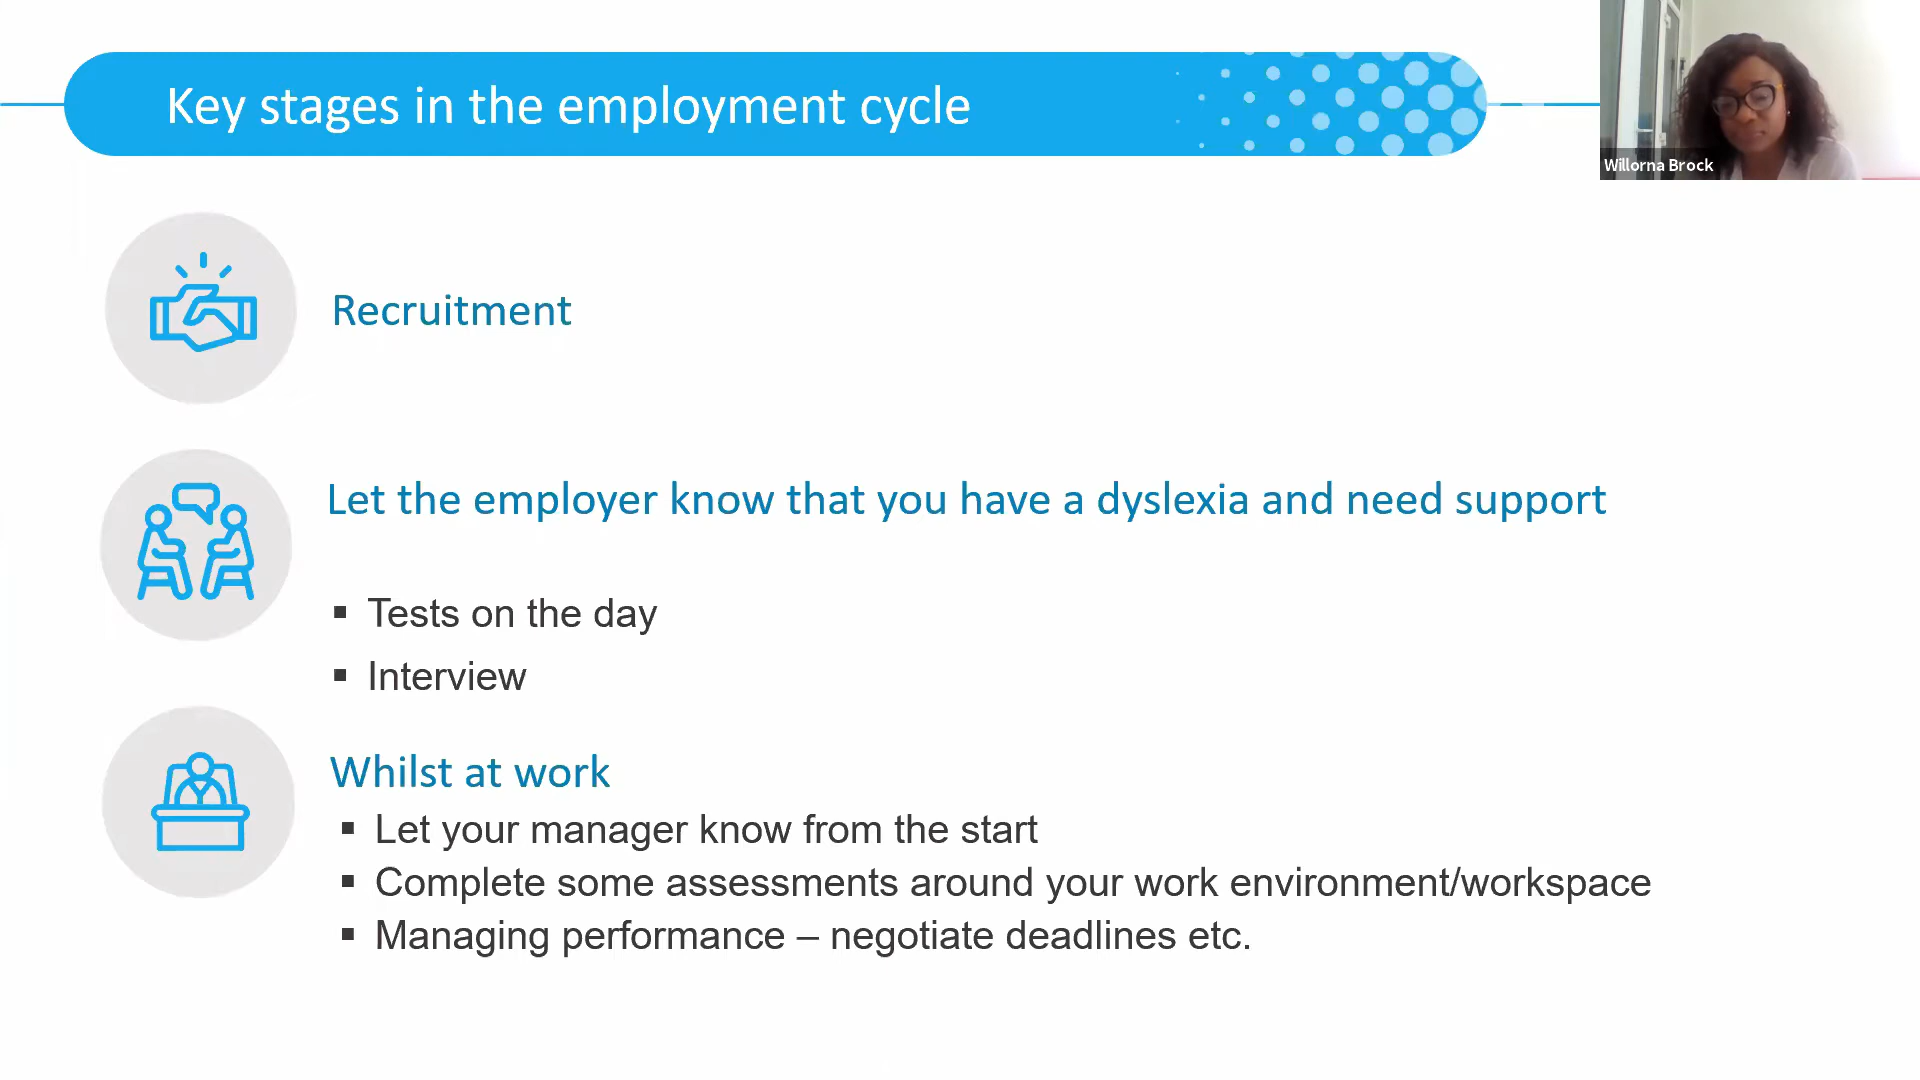 Key stages in the employment cycle
Willorna Brock
Recruitment
Let the employer know that you have a dyslexia and need support
▪ Tests on the day
▪ Interview
Whilst at work
▪ Let your manager know from the start
▪ Complete some assessments around your work environment/workspace
▪ Managing performance – negotiate deadlines etc.